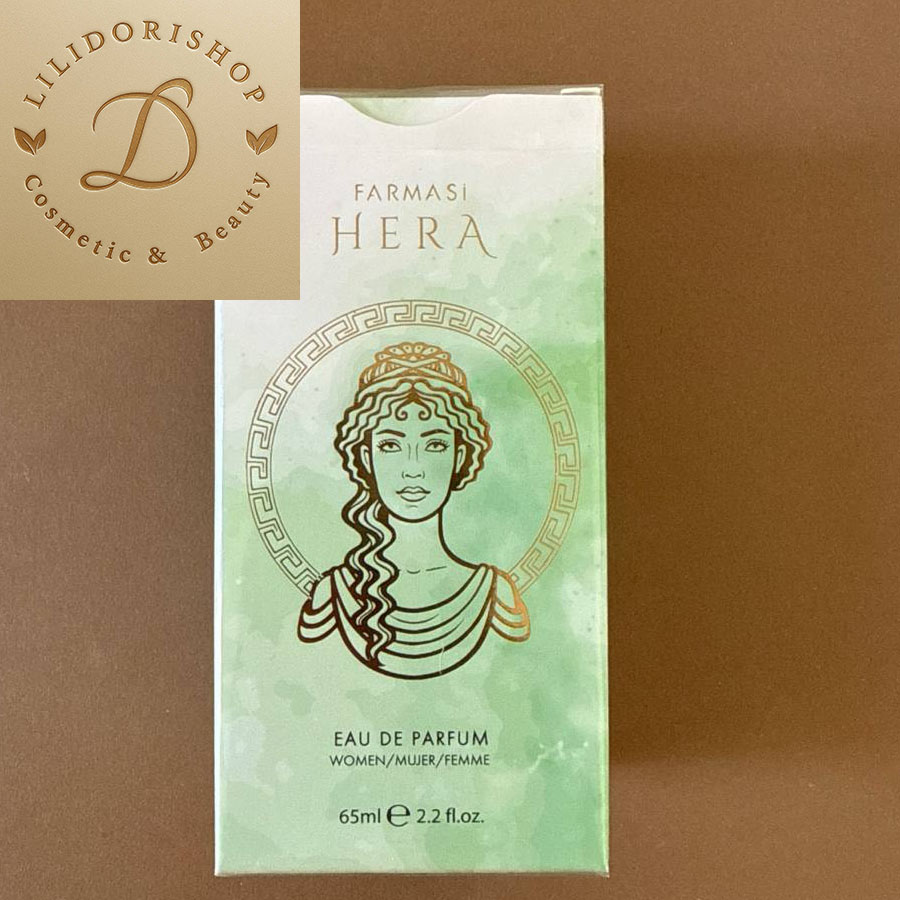 LILIDORISHOP
D
Cosmetic & Beauty
FARMASi
HERA
EAU DE PARFUM
WOMEN/MUJER/FEMME
65ml e 2.2 fl.oz.